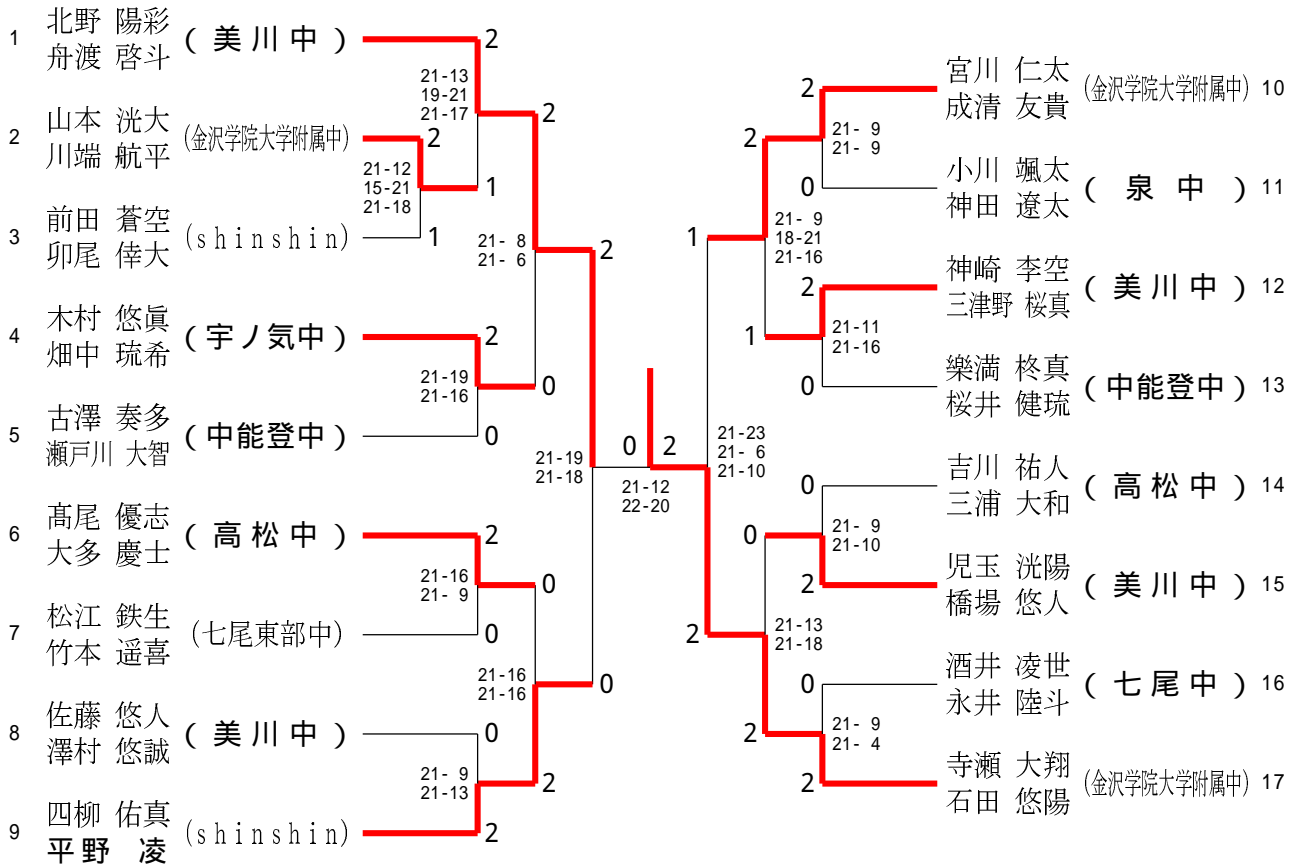 1 北野 陽彩 (美川中) 2
舟渡 啓斗
21-13
19-21
21-17
2
2 山本 洸大 (金沢学院大学附属中) 2
川端 航平
21-12
15-21
21-18
1
3 前田 蒼空 (shinshin) 1
卯尾 倖大
21- 8
21- 6
2
4 木村 悠眞 (宇ノ気中) 2
畑中 琉希
21-19
21-16
0
5 古澤 奏多 (中能登中) 0
瀬戸川 大智
21-19
21-18
6 髙尾 優志 (高松中) 2
大多 慶士
21-16
21- 9
0
7 松江 鉄生 (七尾東部中) 0
竹本 遥喜
21-16
21-16
0
8 佐藤 悠人 (美川中) 0
澤村 悠誠
21- 9
21-13
2
9 四柳 佑真 (shinshin) 2
平野 凌
0 2
21-12
22-20
2 宮川 仁太 (金沢学院大学附属中) 10
成清 友貴
2
21- 9
21- 9
0 小川 颯太 (泉中) 11
神田 遼太
1
21- 9
18-21
21-16
2 神崎 李空 (美川中) 12
三津野 桜真
1
21-11
21-16
0 樂満 柊真 (中能登中) 13
桜井 健琉
21-23
21- 6
21-10
0 吉川 祐人 (高松中) 14
三浦 大和
0
21- 9
21-10
2 児玉 洸陽 (美川中) 15
橋場 悠人
2
21-13
21-18
0 酒井 凌世 (七尾中) 16
永井 陸斗
2
21- 9
21- 4
2 寺瀬 大翔 (金沢学院大学附属中) 17
石田 悠陽